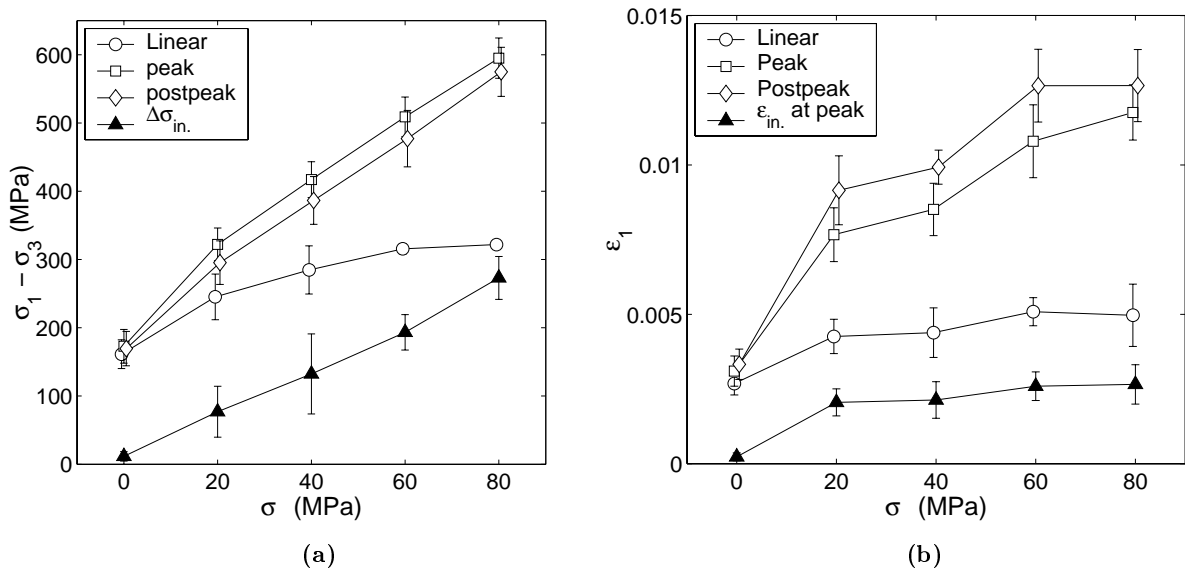 Linear
peak
postpeak
Δσin.
600
500
400
300
200
100
0
σ1 − σ3 (MPa)
0 20 40 60 80
σ (MPa)
(a)
Linear
Peak
Postpeak
εin. at peak
0.015
0.01
0.005
0
ε1
0 20 40 60 80
σ (MPa)
(b)